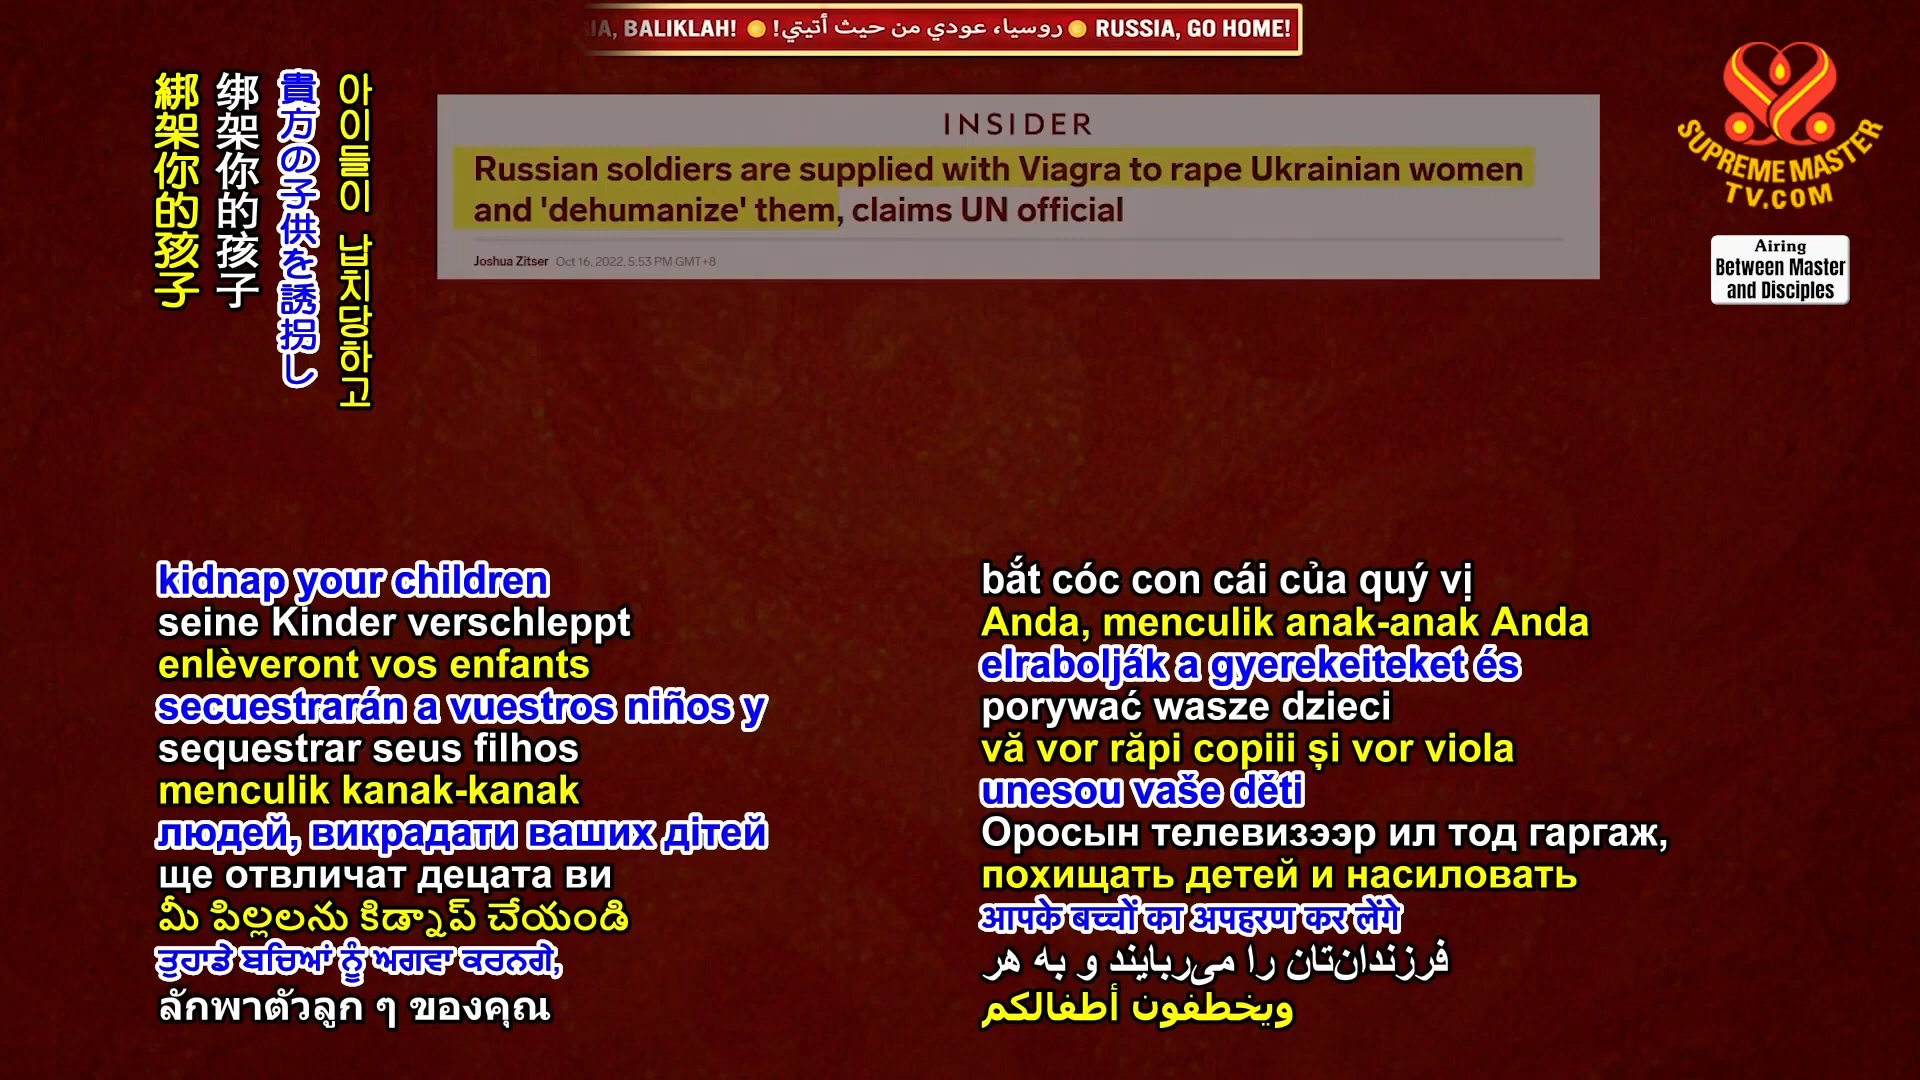 IA, BALIKLAH! روسيا، عودي من حيث أتيتي! RUSSIA, GO HOME!
綁架你的孩子
绑架你的孩子
貴方の子供を誘拐し
아이들이 납치당하고
INSIDER
Russian soldiers are supplied with Viagra to rape Ukrainian women
and 'dehumanize' them, claims UN official
Joshua Zitser Oct 16, 2022, 5:53 PM GMT+8
SUPREME MASTER
TV.COM
Airing
Between Master
and Disciples
kidnap your children
seine Kinder verschleppt
enlèveront vos enfants
secuestrarán a vuestros niños y
sequestrar seus filhos
menculik kanak-kanak
людей, викрадати ваших дітей
ще отвличат децата ви
మీ పిల్లలను కిడ్నాప్ చేయండి
ਤੁਹਾਡੇ ਬਚਿਆਂ ਨੂੰ ਅਗਵਾ ਕਰਨਗੇ,
ลักพาตัวลูก ๆ ของคุณ
bắt cóc con cái của quý vị
Anda, menculik anak-anak Anda
elrabolják a gyerekeiteket és
porywać wasze dzieci
vă vor răpi copiii și vor viola
unesou vaše děti
Оросын телевизээр ил тод гаргаж,
похищать детей и насиловать
आपके बच्चों का अपहरण कर लेंगे
فرزندان‌تان را می‌ربایند و به هر
ويخطفون أطفالكم